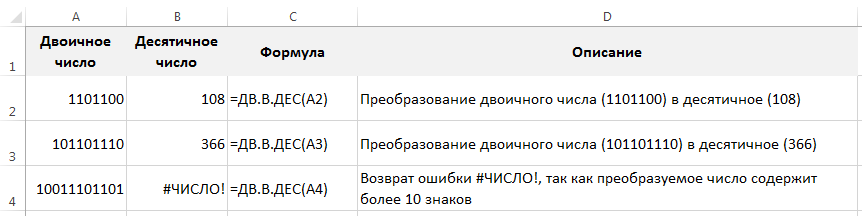 A B C D
1 Двоичное число Десятичное число Формула Описание
2 1101100 108 =ДВ.В.ДЕС(A2) Преобразование двоичного числа (1101100) в десятичное (108)
3 101101110 366 =ДВ.В.ДЕС(A3) Преобразование двоичного числа (101101110) в десятичное (366)
4 10011101101 #ЧИСЛО! =ДВ.В.ДЕС(A4) Возврат ошибки #ЧИСЛО!, так как преобразуемое число содержит
более 10 знаков